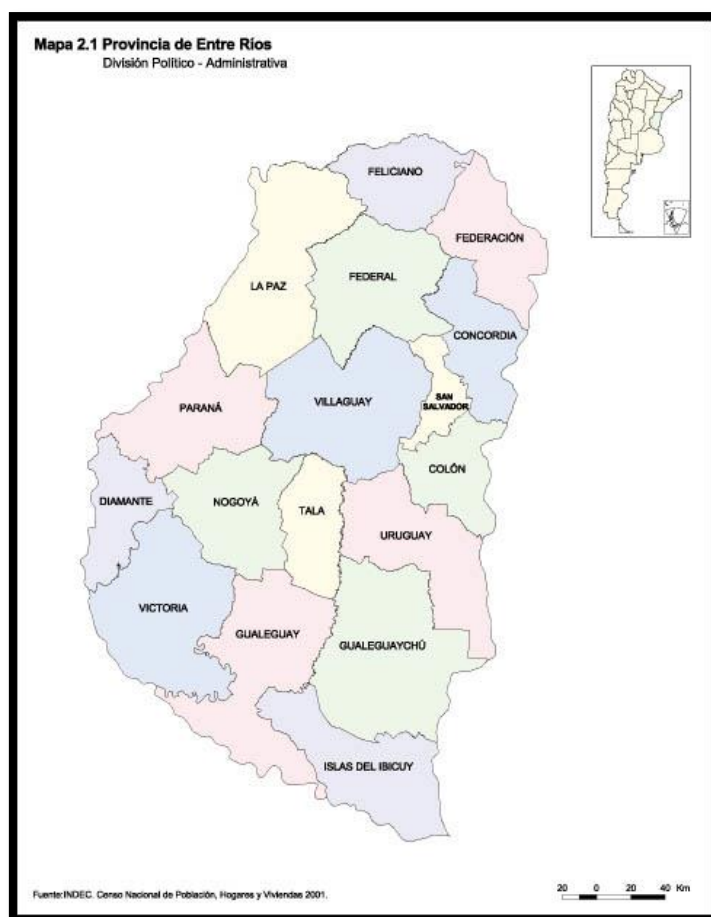 Mapa 2.1 Provincia de Entre Ríos
División Político - Administrativa
FELICIANO
FEDERACIÓN
LA PAZ
FEDERAL
CONCORDIA
PARANÁ
VILLAGUAY
SAN
SALVADOR
DIAMANTE
NOGOYÁ
TALA
COLÓN
URUGUAY
VICTORIA
GUALEGUAY
GUALEGUAYCHÚ
ISLAS DEL IBICUY
Fuente:INDEC. Censo Nacional de Población, Hogares y Viviendas 2001.
20 0 20 40 Km